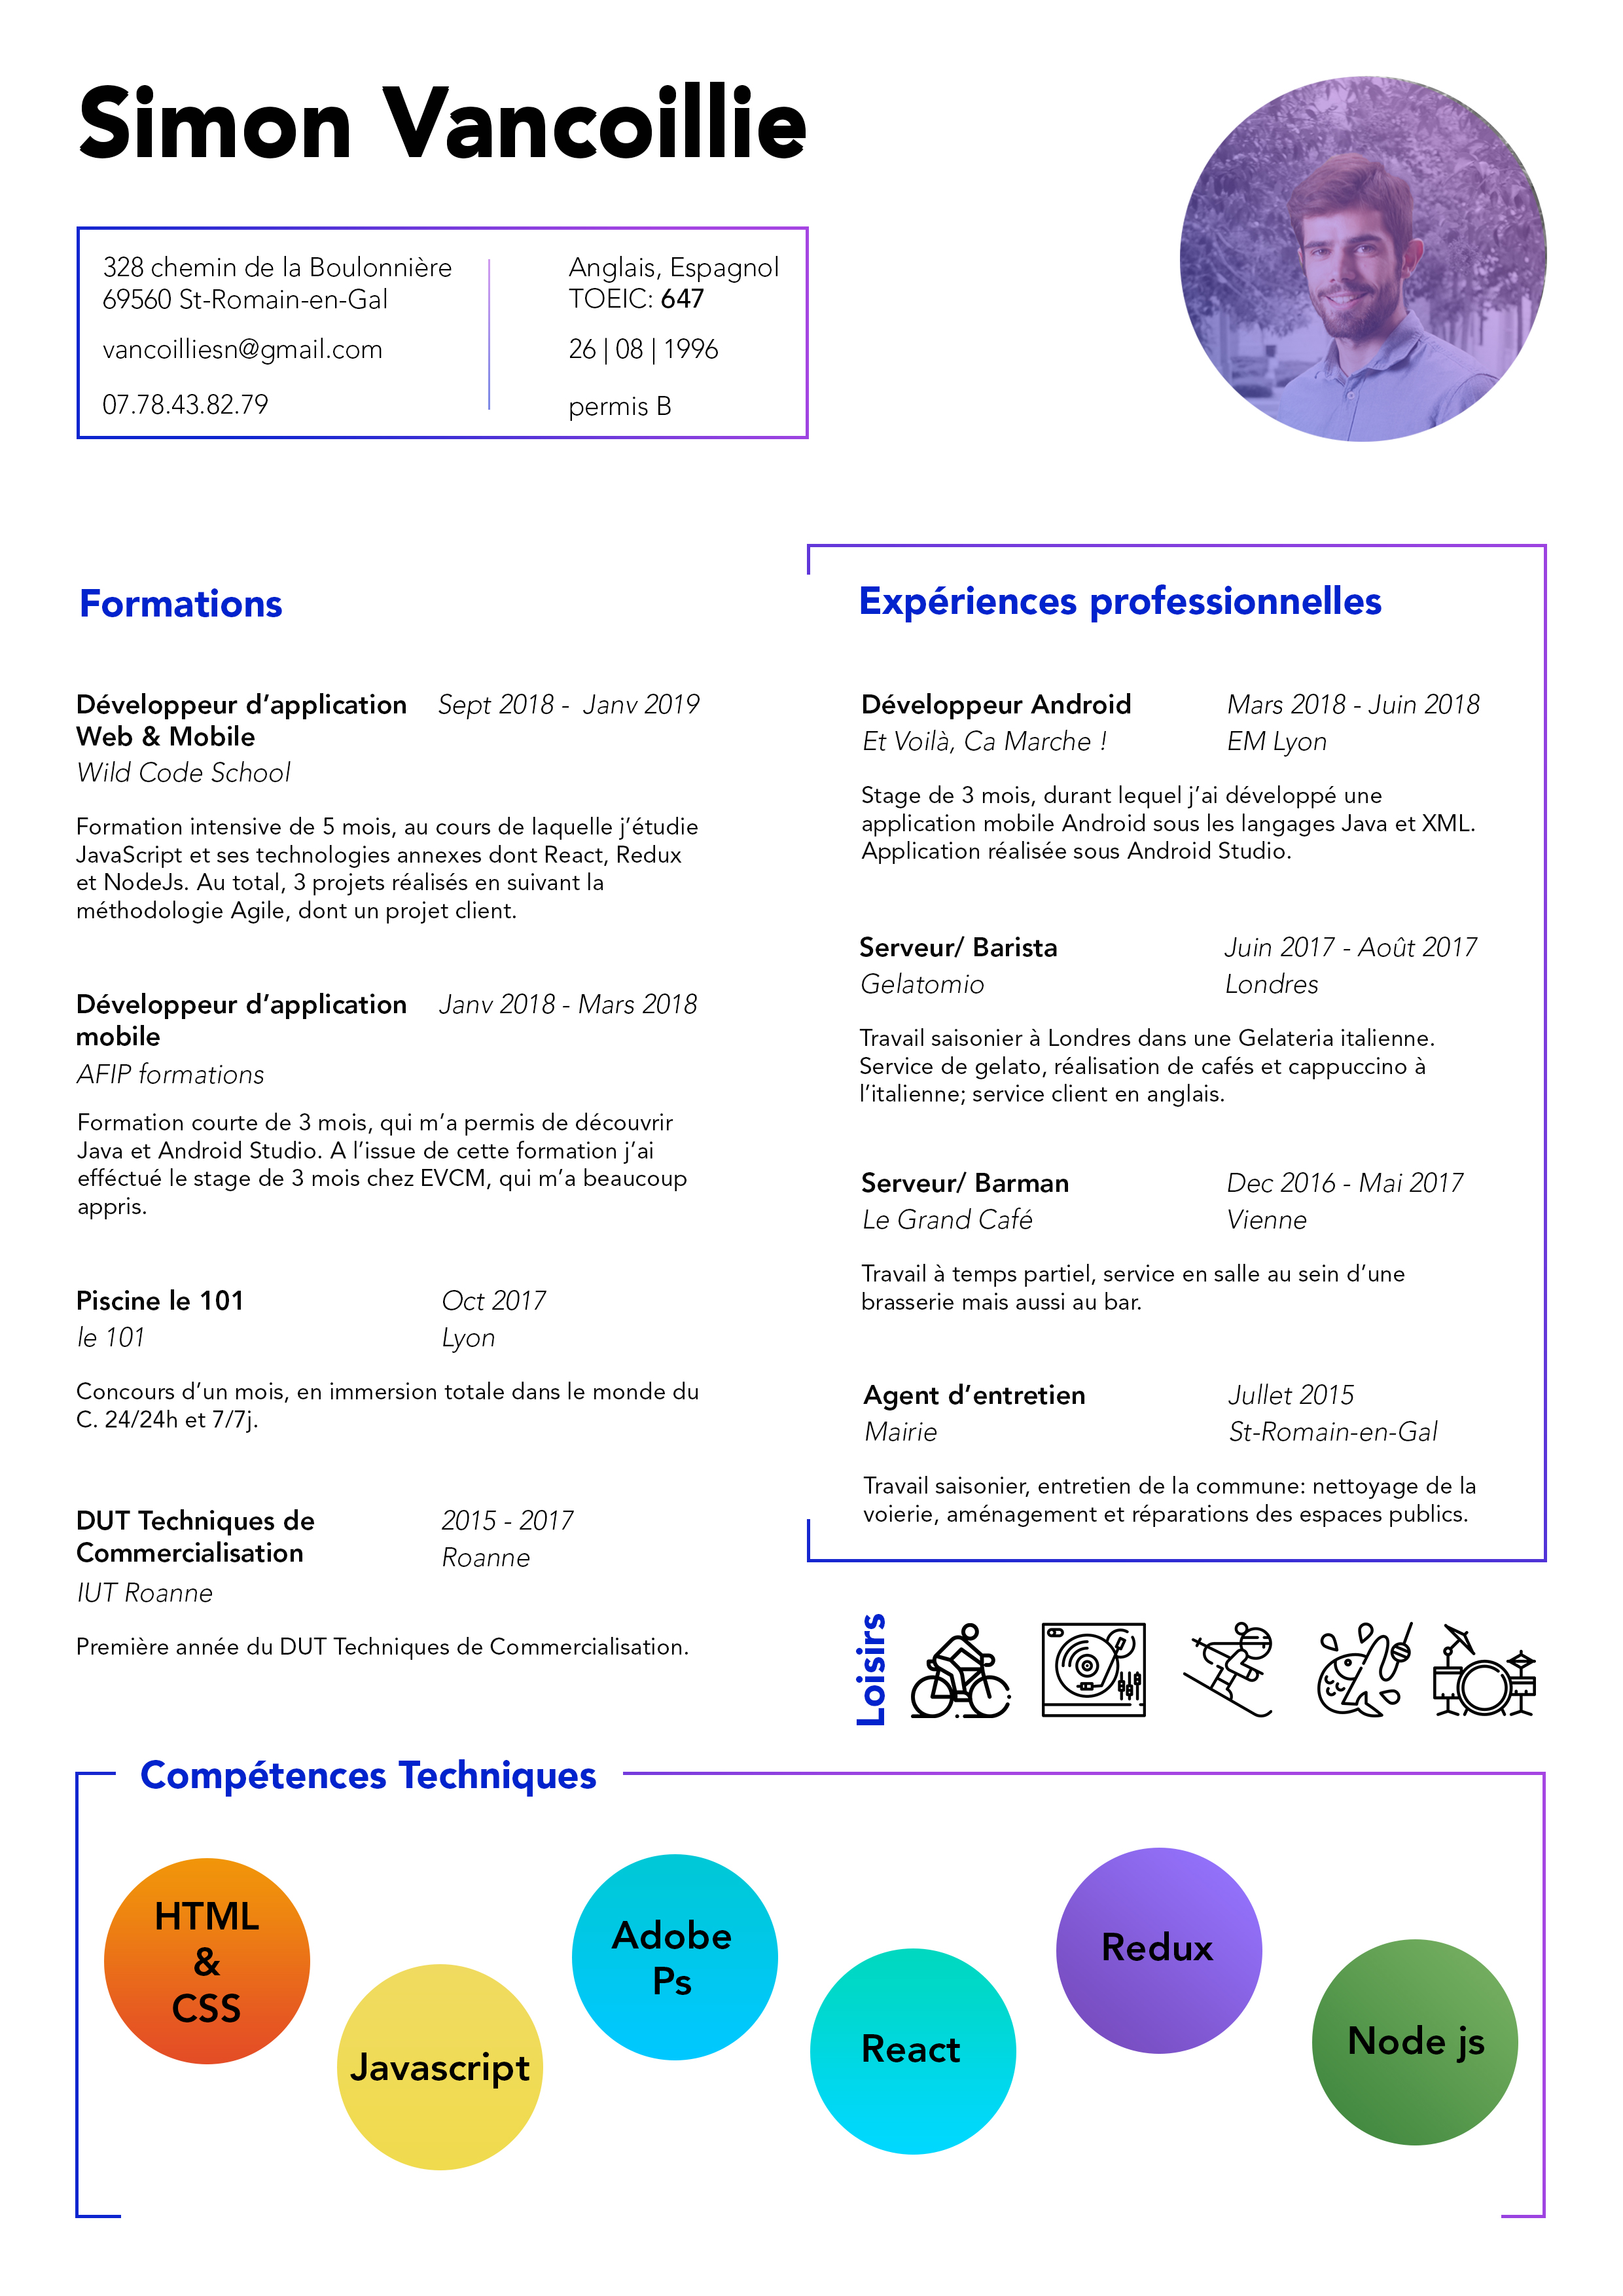 Simon Vancoillie
328 chemin de la Boulonnière
69560 St-Romain-en-Gal
vancoilliesn@gmail.com
07.78.43.82.79
Anglais, Espagnol
TOEIC: 647
26 | 08 | 1996
permis B
Formations
Développeur d’application Sept 2018 - Janv 2019
Web & Mobile
Wild Code School
Formation intensive de 5 mois, au cours de laquelle j’étudie
JavaScript et ses technologies annexes dont React, Redux
et NodeJs. Au total, 3 projets réalisés en suivant la
méthodologie Agile, dont un projet client.
Développeur d’application Janv 2018 - Mars 2018
mobile
AFIP formations
Formation courte de 3 mois, qui m’a permis de découvrir
Java et Android Studio. A l’issue de cette formation j’ai
efféctué le stage de 3 mois chez EVCM, qui m’a beaucoup
appris.
Piscine le 101 Oct 2017
le 101 Lyon
Concours d’un mois, en immersion totale dans le monde du
C. 24/24h et 7/7j.
DUT Techniques de 2015 - 2017
Commercialisation Roanne
IUT Roanne
Première année du DUT Techniques de Commercialisation.
Expériences professionnelles
Développeur Android Mars 2018 - Juin 2018
Et Voilà, Ca Marche ! EM Lyon
Stage de 3 mois, durant lequel j’ai développé une
application mobile Android sous les langages Java et XML.
Application réalisée sous Android Studio.
Serveur/ Barista Juin 2017 - Août 2017
Gelatomio Londres
Travail saisonier à Londres dans une Gelateria italienne.
Service de gelato, réalisation de cafés et cappuccino à
l’italienne; service client en anglais.
Serveur/ Barman Dec 2016 - Mai 2017
Le Grand Café Vienne
Travail à temps partiel, service en salle au sein d’une
brasserie mais aussi au bar.
Agent d’entretien Jullet 2015
Mairie St-Romain-en-Gal
Travail saisonier, entretien de la commune: nettoyage de la
voierie, aménagement et réparations des espaces publics.
Loisirs
Compétences Techniques
HTML
&
CSS
Javascript
Adobe
Ps
React
Redux
Node js